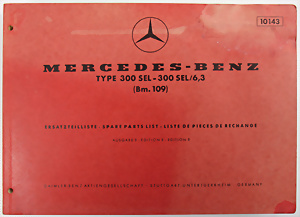 10143
MERCEDES-BENZ
TYPE 300 SEL - 300 SEL/6,3
(Bm. 109)
ERSATZTEILLISTE · SPARE PARTS LIST · LISTE DE PIECES DE RECHANGE
DAIMLER-BENZ AKTIENGESELLSCHAFT · STUTTGART-UNTERTÜRKHEIM · GERMANY